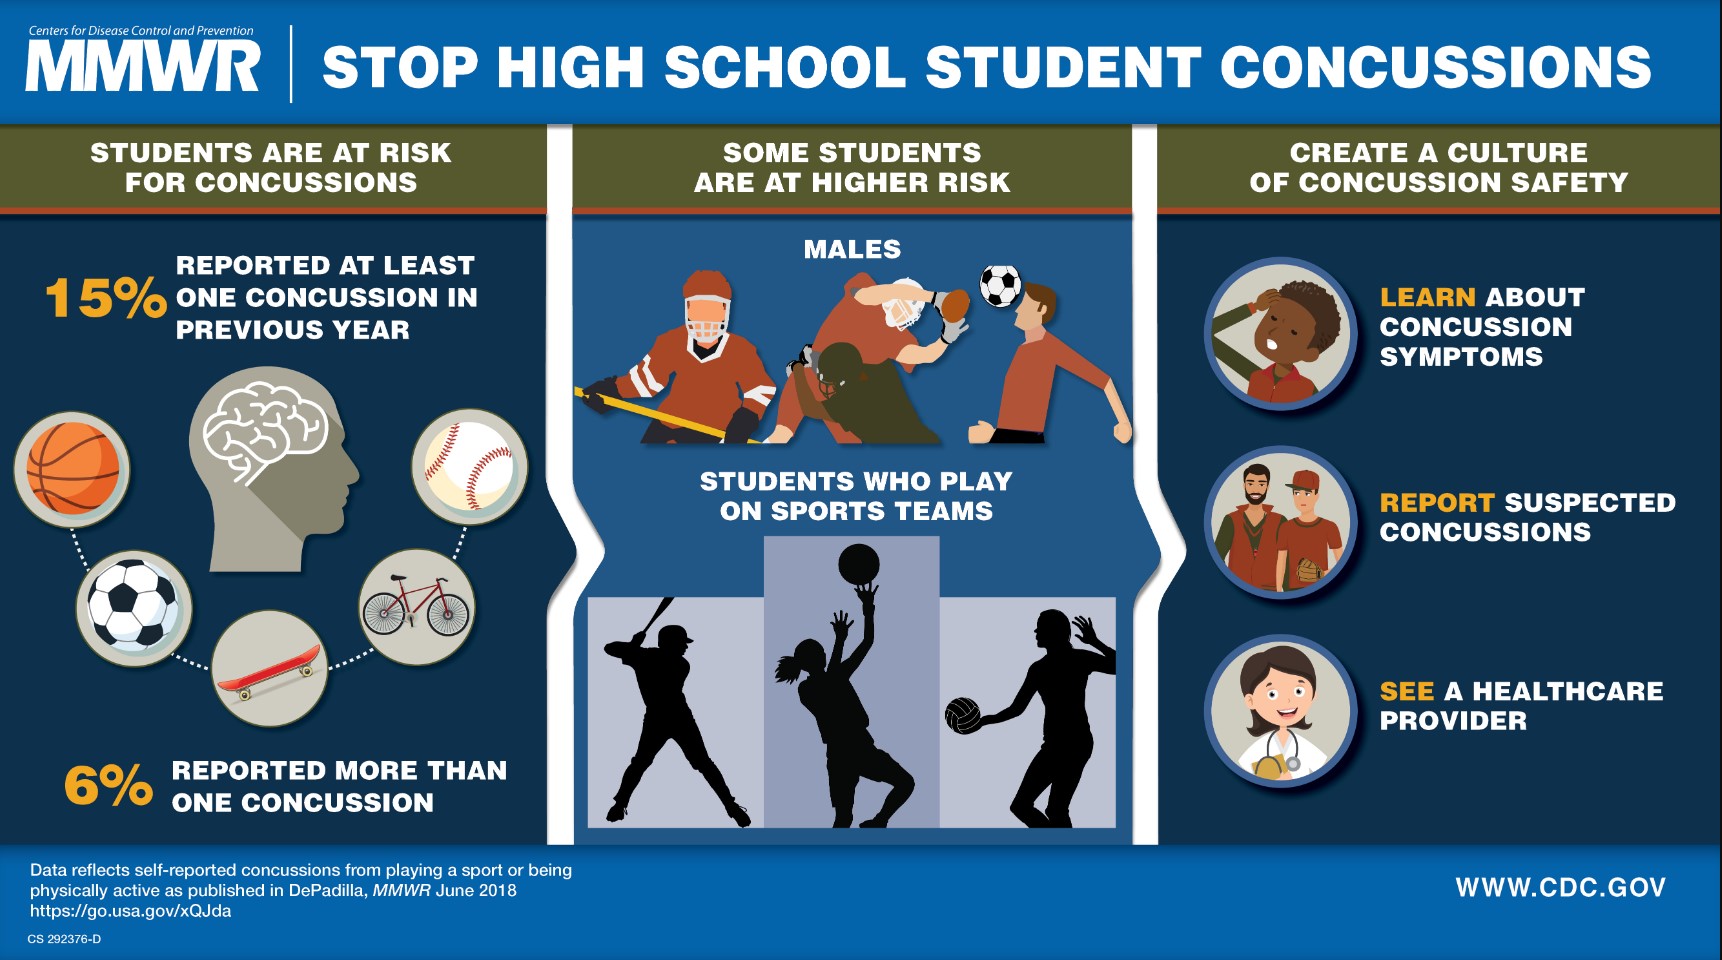 Centers for Disease Control and Prevention
MMWR
STOP HIGH SCHOOL STUDENT CONCUSSIONS
STUDENTS ARE AT RISK
FOR CONCUSSIONS
15%
REPORTED AT LEAST
ONE CONCUSSION IN
PREVIOUS YEAR
6%
REPORTED MORE THAN
ONE CONCUSSION
SOME STUDENTS
ARE AT HIGHER RISK
MALES
STUDENTS WHO PLAY
ON SPORTS TEAMS
CREATE A CULTURE
OF CONCUSSION SAFETY
LEARN ABOUT
CONCUSSION
SYMPTOMS
REPORT SUSPECTED
CONCUSSIONS
SEE A HEALTHCARE
PROVIDER
Data reflects self-reported concussions from playing a sport or being
physically active as published in DePadilla, MMWR June 2018
https://go.usa.gov/xQJda
CS 292376-D
WWW.CDC.GOV